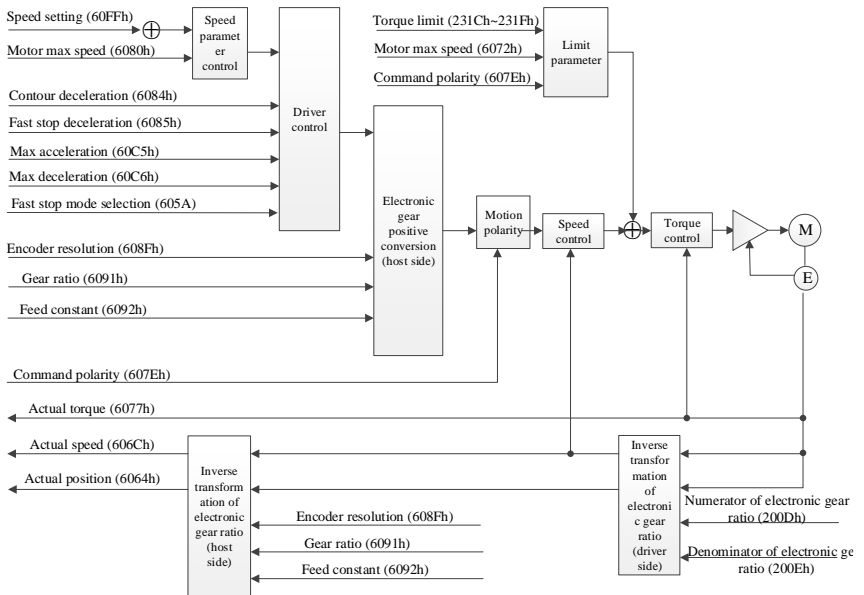 Speed setting (60FFh)
Motor max speed (6080h)
Speed
paramet
er
control
Contour deceleration (6084h)
Fast stop deceleration (6085h)
Max acceleration (60C5h)
Max deceleration (60C6h)
Fast stop mode selection (605A)
Driver
control
Torque limit (231Ch~231Fh)
Motor max speed (6072h)
Command polarity (607Eh)
Limit
parameter
Encoder resolution (608Fh)
Gear ratio (6091h)
Feed constant (6092h)
Electronic
gear
positive
conversion
(host side)
Motion
polarity
Speed
control
Torque
control
M
E
Command polarity (607Eh)
Actual torque (6077h)
Actual speed (606Ch)
Actual position (6064h)
Inverse
transform
ation of
electronic
gear ratio
(host
side)
Encoder resolution (608Fh)
Gear ratio (6091h)
Feed constant (6092h)
Inverse
transfor
mation
of
electroni
c gear
ratio
(driver
side)
Numerator of electronic gear
ratio (200Dh)
Denominator of electronic ge
ratio (200Eh)